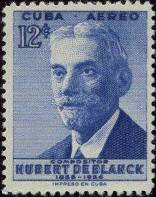 CUBA - AEREO
12¢
COMPOSITOR
HUBERT DE BLANCK
1856 - 1956
IMPRESO EN CUBA